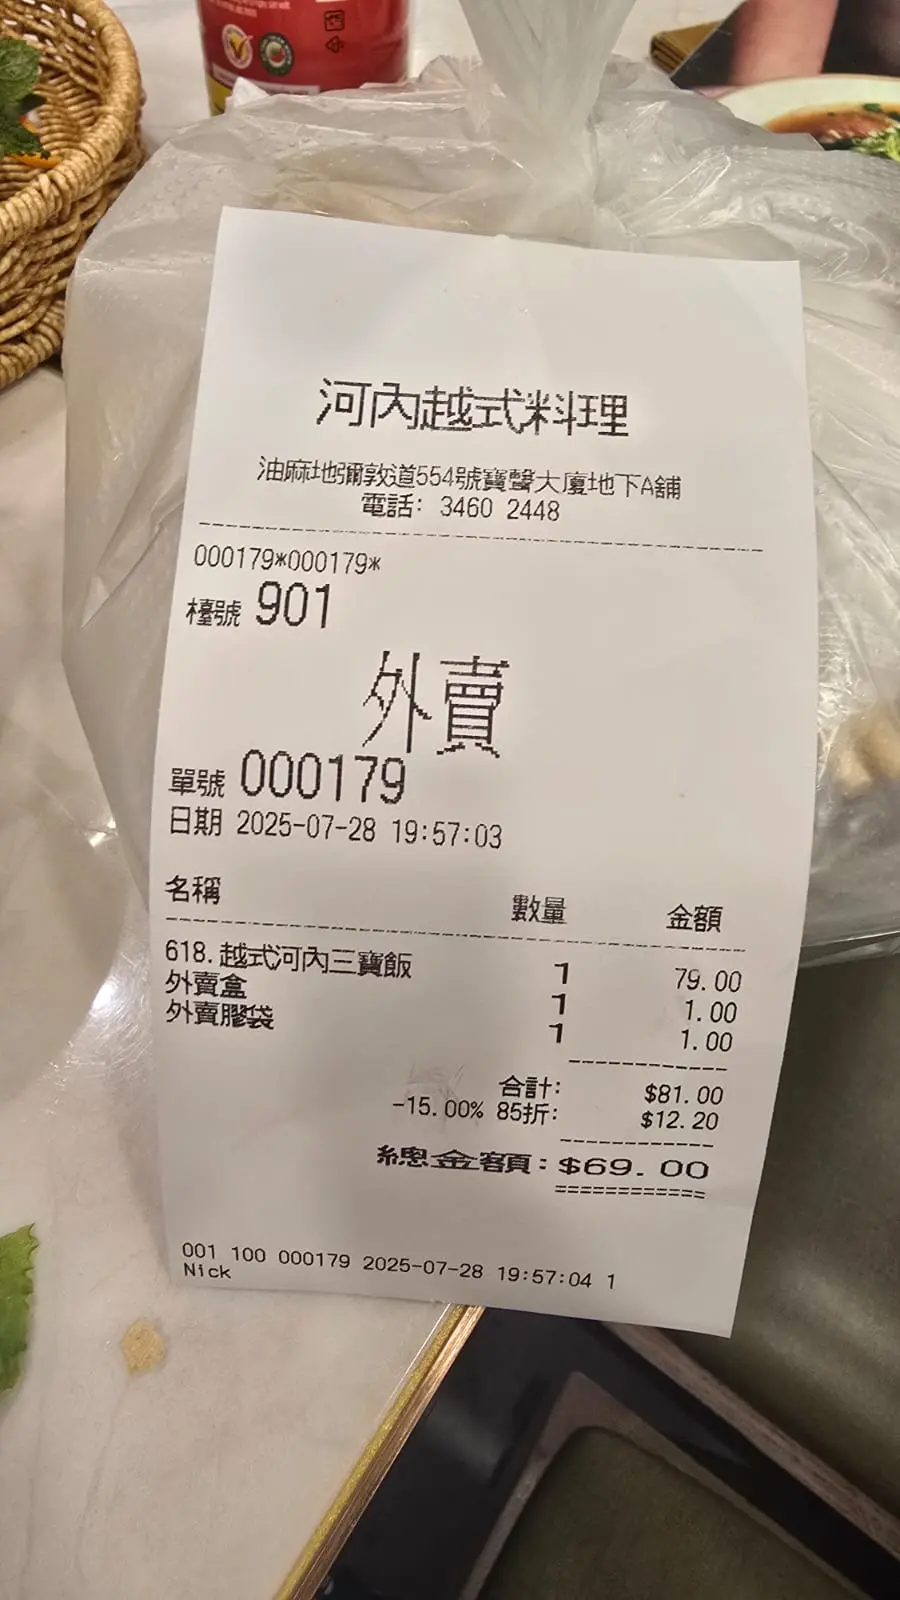 河內越式料理
油麻地彌敦道554號寶聲大廈地下A舖
電話: 3460 2448
000179*000179*
檯號 901
外賣
單號 000179
日期 2025-07-28 19:57:03
名稱 數量 金額
618.越式河內三寶飯 1 79.00
外賣盒 1 1.00
外賣膠袋 1 1.00
合計: $81.00
-15.00% 85折: $12.20
總金額:$69.00
============
001 100 000179 2025-07-28 19:57:04 1
Nick